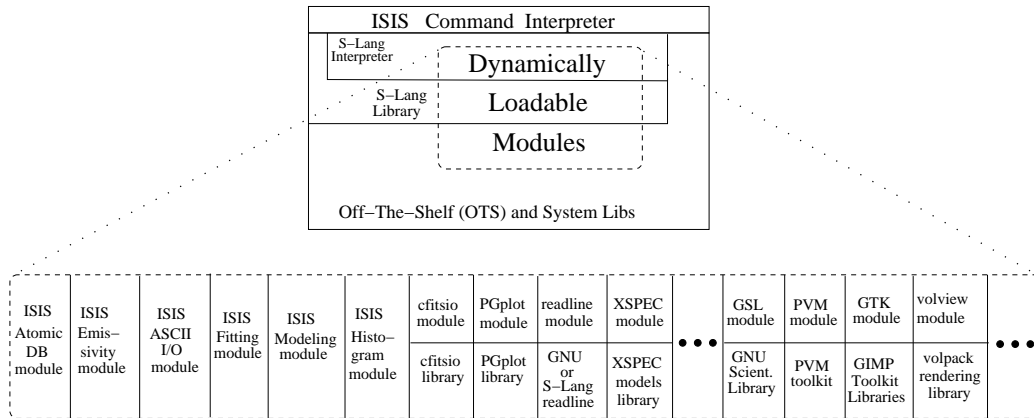 ISIS Command Interpreter
S−Lang
Interpreter
Dynamically
S−Lang
Library
Loadable
Modules
Off−The−Shelf (OTS) and System Libs
ISIS
Atomic
DB
module
ISIS
Emis−
sivity
module
ISIS
ASCII
I/O
module
ISIS
Fitting
module
ISIS
Modeling
module
ISIS
Histo−
gram
module
cfitsio
module
cfitsio
library
PGplot
module
PGplot
library
readline
module
GNU
or
S−Lang
readline
XSPEC
module
XSPEC
models
library
•••
GSL
module
GNU
Scient.
Library
PVM
module
PVM
toolkit
GTK
module
GIMP
Toolkit
Libraries
volview
module
volpack
rendering
library
•••